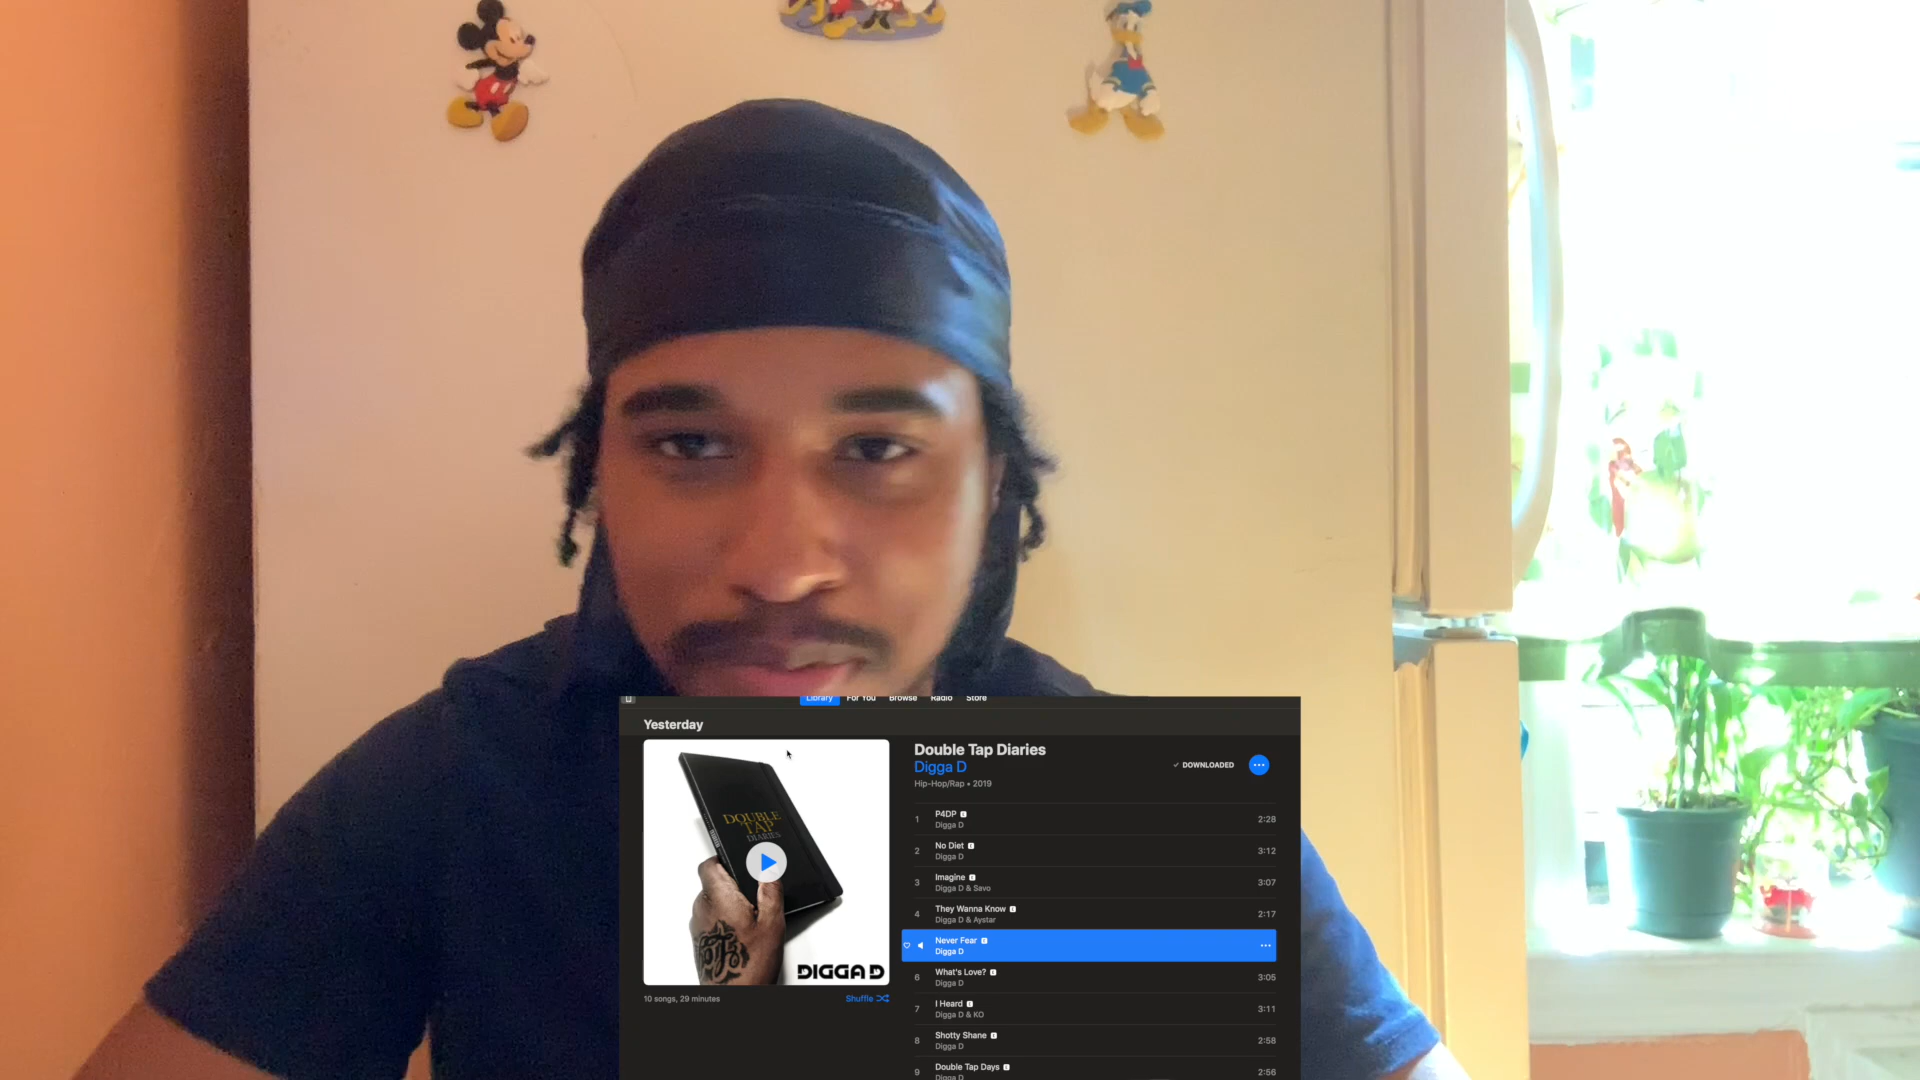 Library For You Browse Radio Store
Yesterday
DOUBLE
TAP
DIARIES
DIGGA D
10 songs, 29 minutes
Shuffle
Double Tap Diaries
Digga D
Hip-Hop/Rap • 2019
✓ DOWNLOADED
1 P4DP E 2:28
Digga D
2 No Diet E 3:12
Digga D
3 Imagine E 3:07
Digga D & Savo
4 They Wanna Know E 2:17
Digga D & Aystar
Never Fear E
Digga D
6 What's Love? E 3:05
Digga D
7 I Heard E 3:11
Digga D & KO
8 Shotty Shane E 2:58
Digga D
9 Double Tap Days E 2:56
Digga D